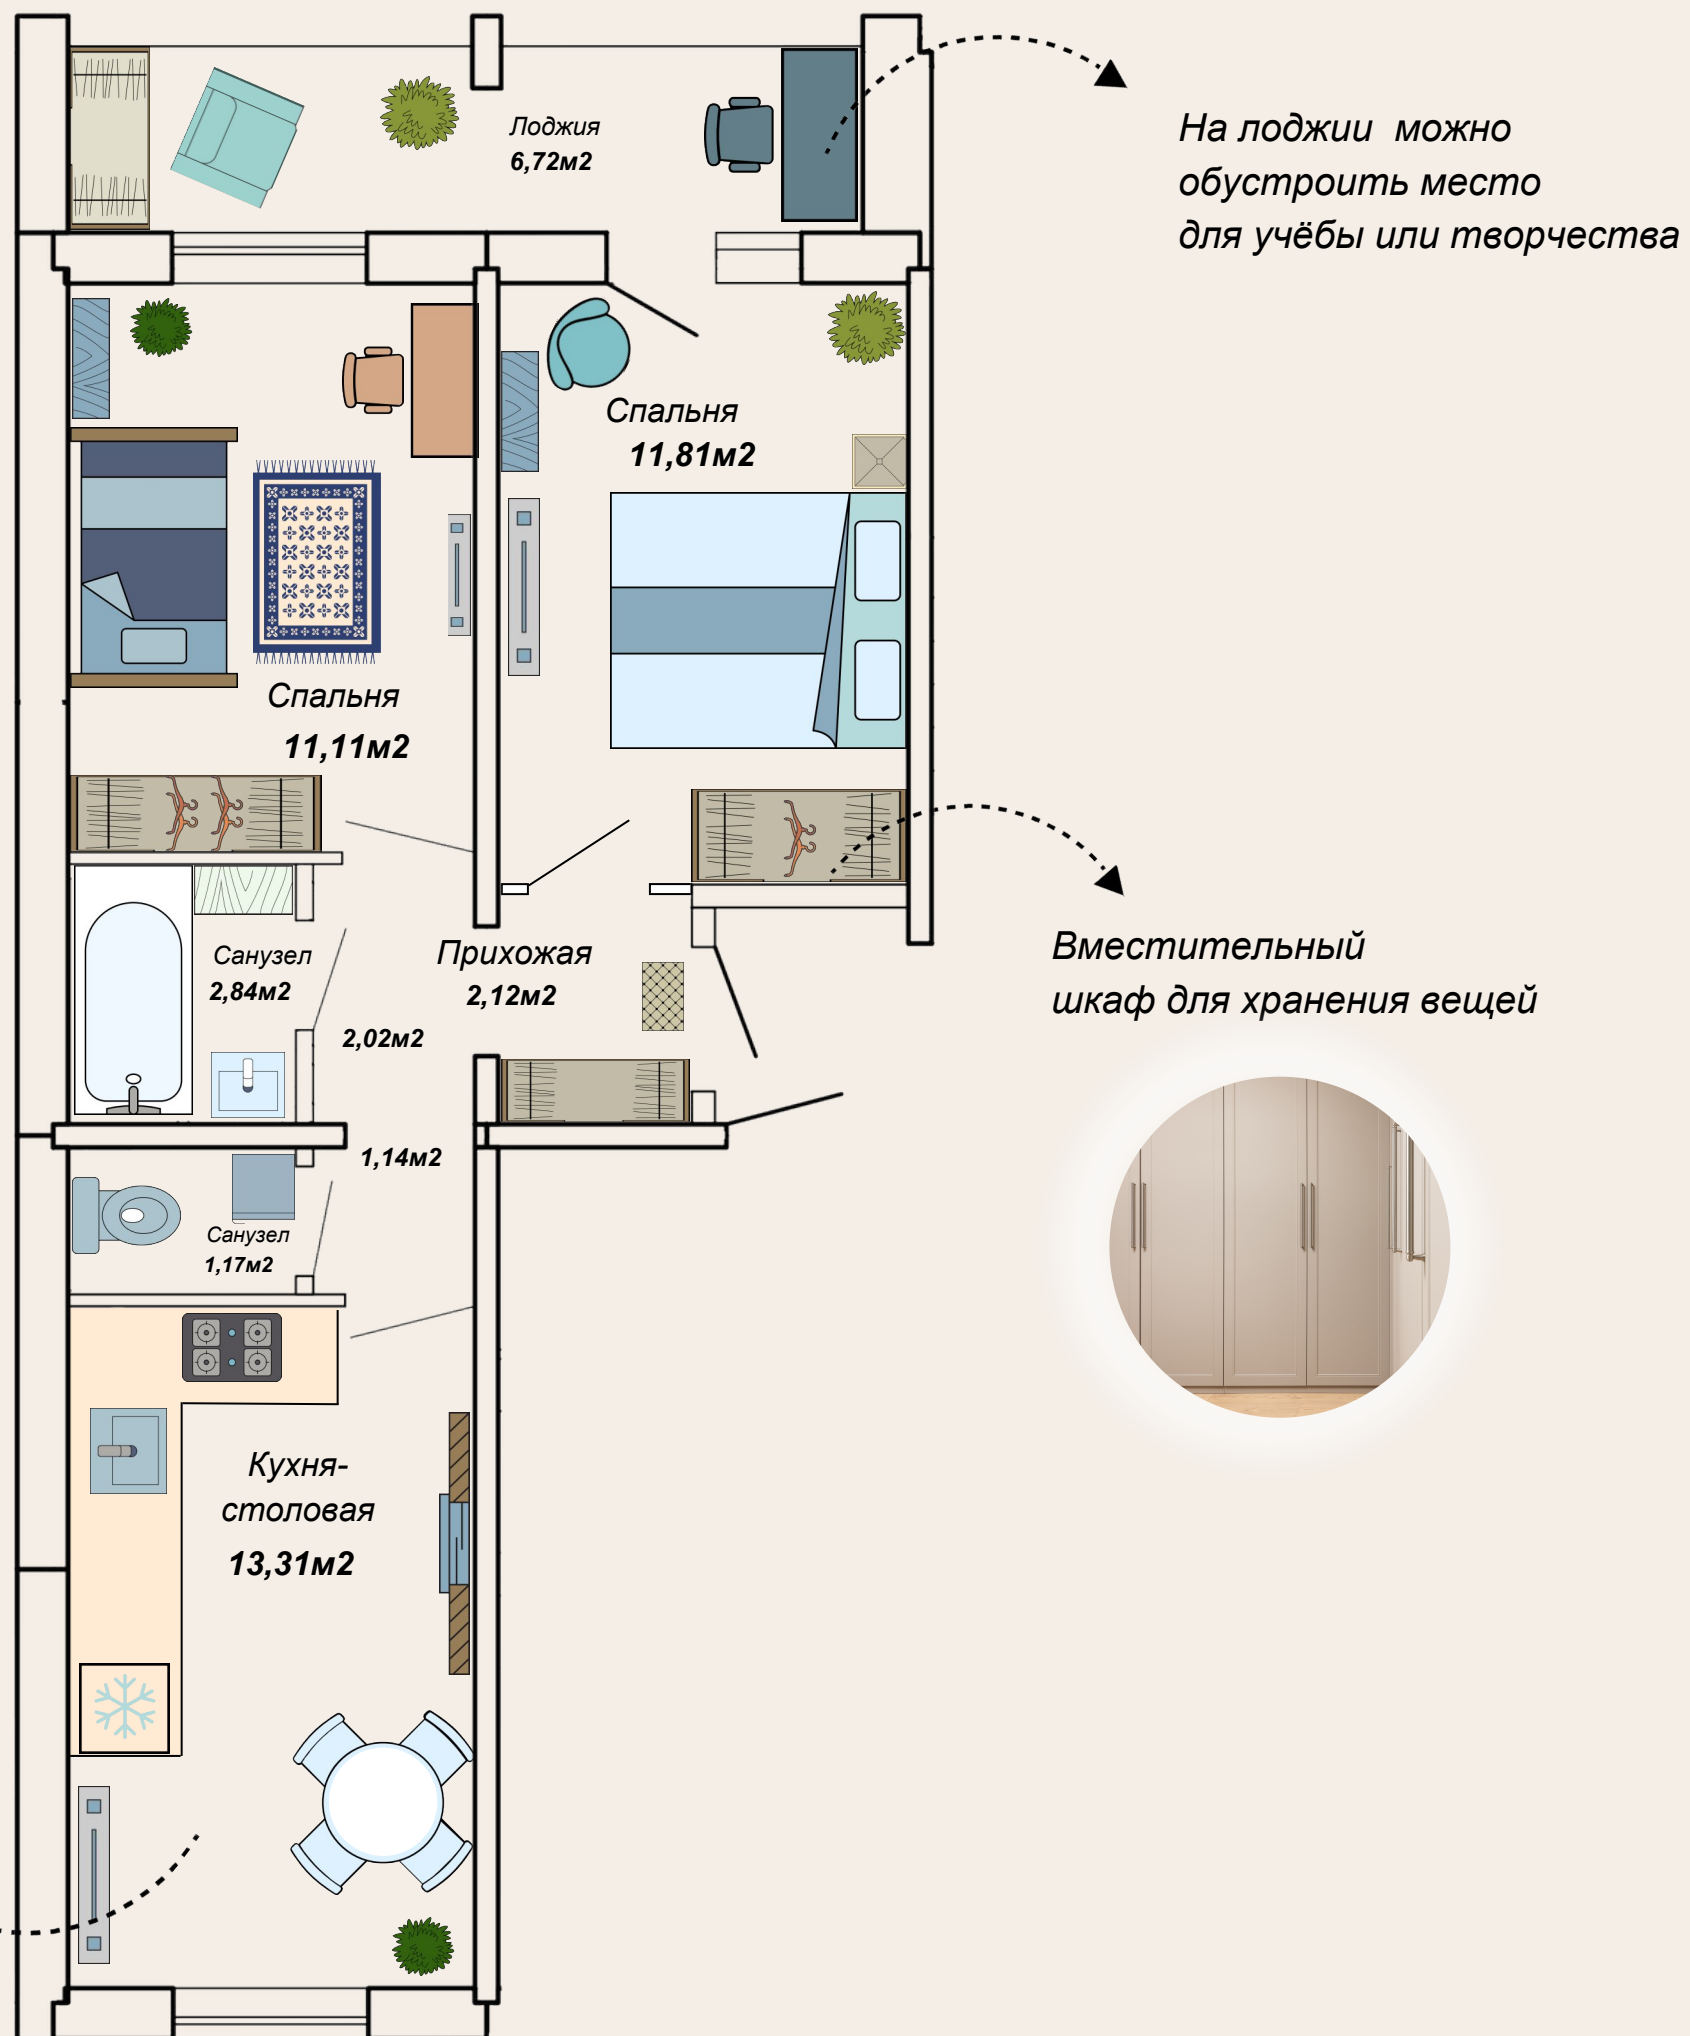 Лоджия
6,72м2
На лоджии можно
обустроить место
для учёбы или творчества
Спальня
11,81м2
Спальня
11,11м2
Санузел
2,84м2
Прихожая
2,12м2
2,02м2
Вместительный
шкаф для хранения вещей
1,14м2
Санузел
1,17м2
Кухня-
столовая
13,31м2